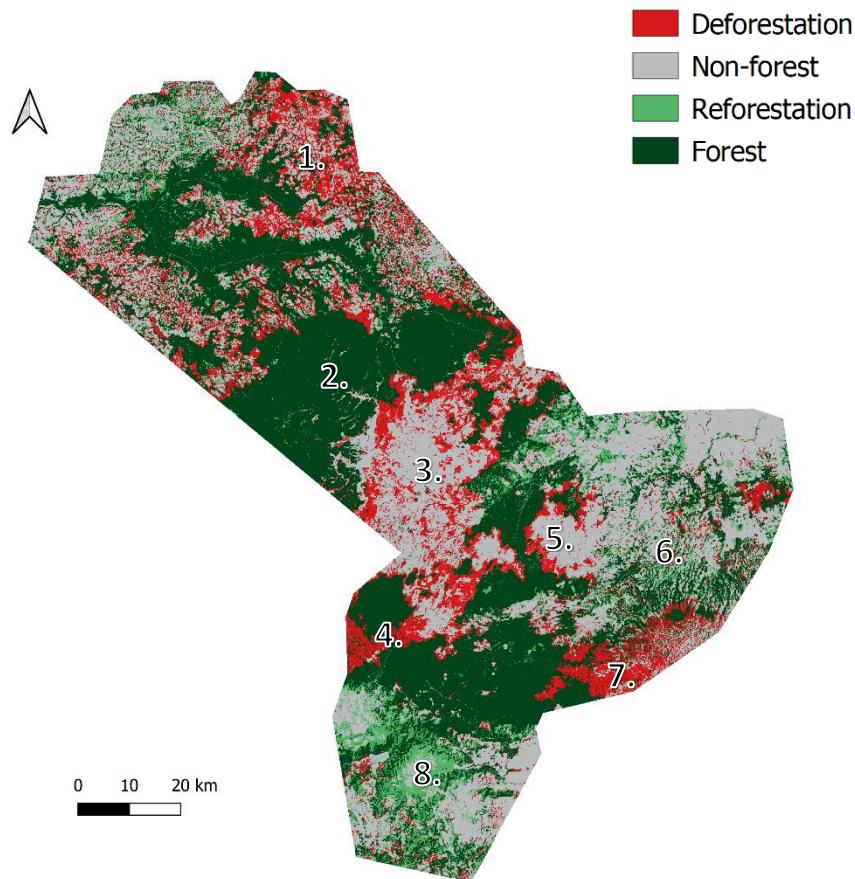 Deforestation
Non-forest
Reforestation
Forest
1.
2.
3.
5.
6.
4.
7.
8.
0 10 20 km